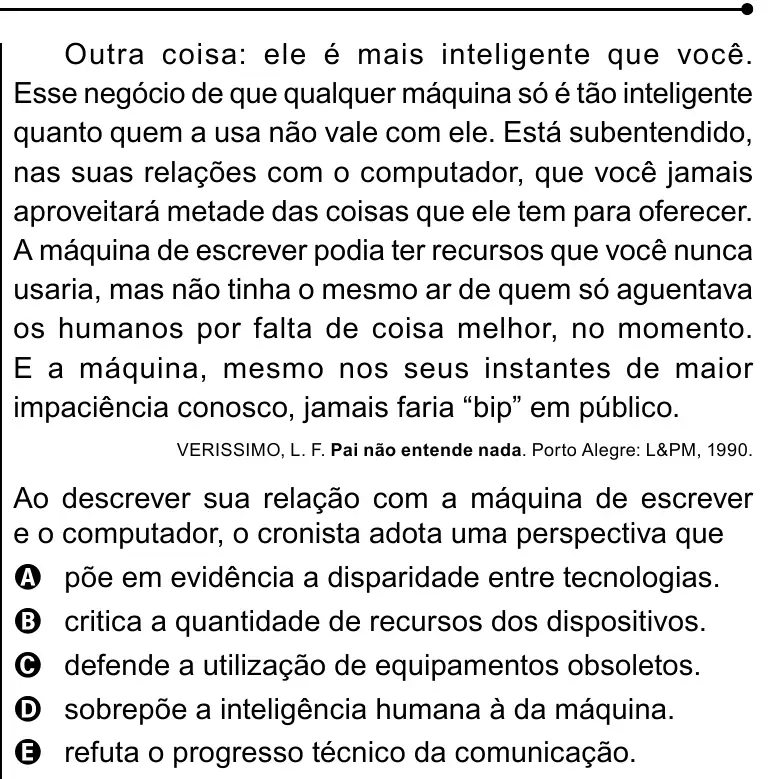 Outra coisa: ele é mais inteligente que você.
Esse negócio de que qualquer máquina só é tão inteligente
quanto quem a usa não vale com ele. Está subentendido,
nas suas relações com o computador, que você jamais
aproveitará metade das coisas que ele tem para oferecer.
A máquina de escrever podia ter recursos que você nunca
usaria, mas não tinha o mesmo ar de quem só aguentava
os humanos por falta de coisa melhor, no momento.
E a máquina, mesmo nos seus instantes de maior
impaciência conosco, jamais faria “bip” em público.
VERISSIMO, L. F. Pai não entende nada. Porto Alegre: L&PM, 1990.
Ao descrever sua relação com a máquina de escrever
e o computador, o cronista adota uma perspectiva que
A põe em evidência a disparidade entre tecnologias.
B critica a quantidade de recursos dos dispositivos.
C defende a utilização de equipamentos obsoletos.
D sobrepõe a inteligência humana à da máquina.
E refuta o progresso técnico da comunicação.